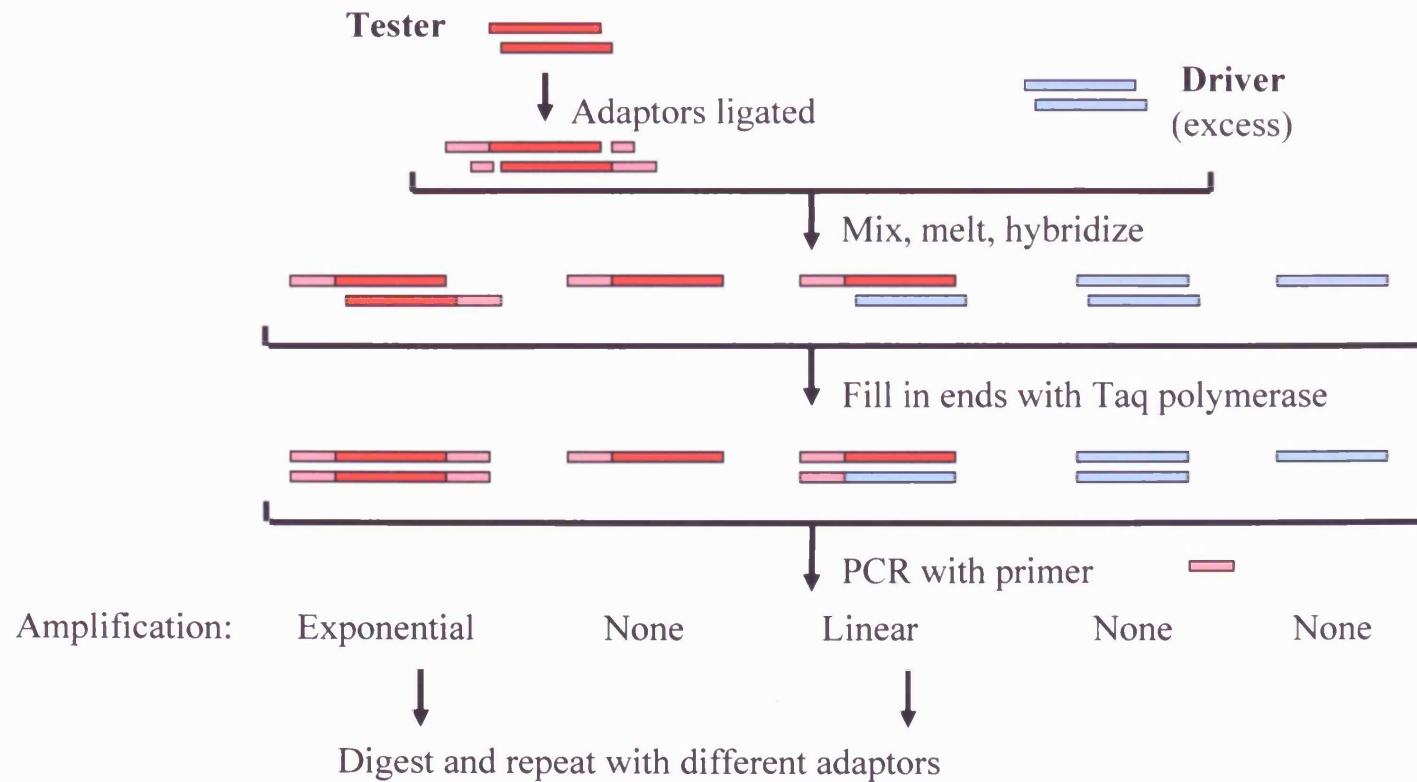 Tester
Adaptors ligated
Driver
(excess)
Mix, melt, hybridize
Fill in ends with Taq polymerase
PCR with primer
Amplification: Exponential None Linear None None
Digest and repeat with different adaptors